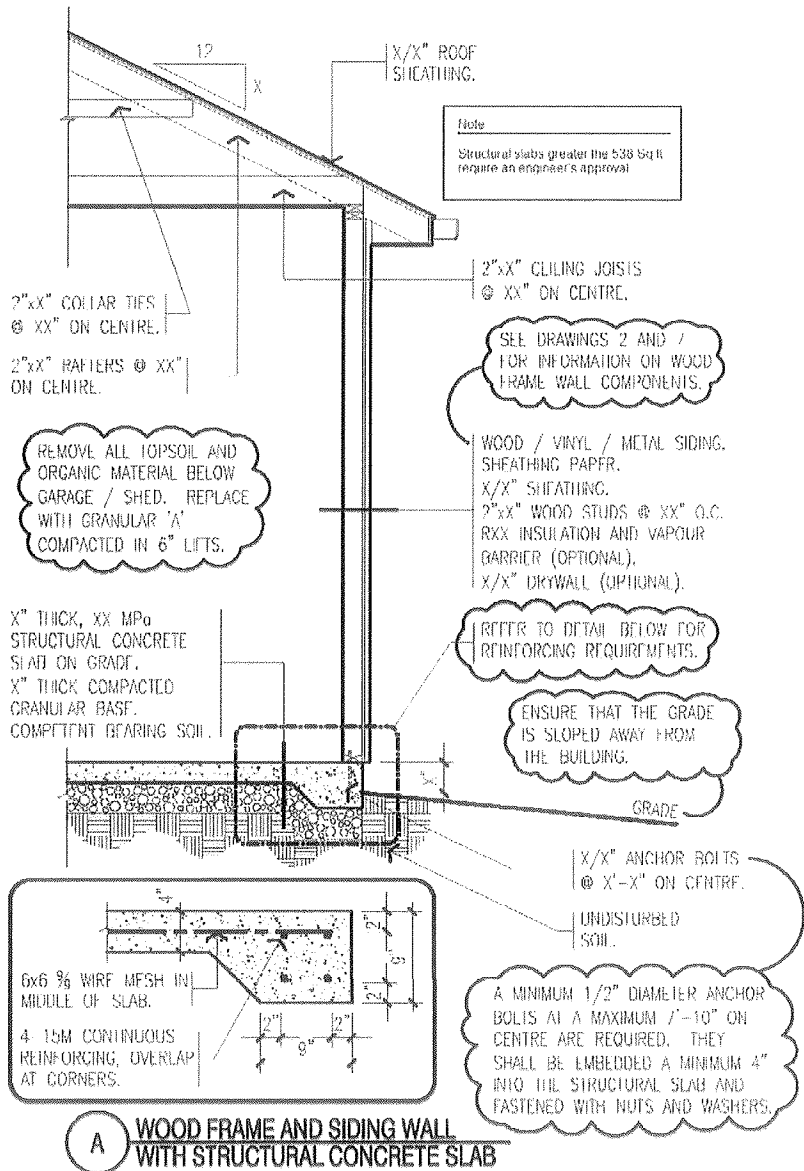 12
X
X/X" ROOF
SHEATHING.
Note
Structural slabs greater the 538 Sq ft
require an engineer's approval
2"xX" COLLAR TIES
@ XX" ON CENTRE.
2"xX" RAFTERS @ XX"
ON CENTRE.
2"xX" CEILING JOISTS
@ XX" ON CENTRE.
SEE DRAWINGS 2 AND 7
FOR INFORMATION ON WOOD
FRAME WALL COMPONENTS.
REMOVE ALL TOPSOIL AND
ORGANIC MATERIAL BELOW
GARAGE / SHED. REPLACE
WITH GRANULAR 'A'
COMPACTED IN 6" LIFTS.
WOOD / VINYL / METAL SIDING.
SHEATHING PAPER.
X/X" SHEATHING.
2"xX" WOOD STUDS @ XX" O.C.
RXX INSULATION AND VAPOUR
BARRIER (OPTIONAL).
X/X" DRYWALL (OPTIONAL).
X" THICK, XX MPa
STRUCTURAL CONCRETE
SLAB ON GRADE.
X" THICK COMPACTED
GRANULAR BASE.
COMPETENT BEARING SOIL.
REFER TO DETAIL BELOW FOR
REINFORCING REQUIREMENTS.
ENSURE THAT THE GRADE
IS SLOPED AWAY FROM
THE BUILDING.
X"
GRADE
X/X" ANCHOR BOLTS
@ X'-X" ON CENTRE.
UNDISTURBED
SOIL.
4"
2"
9"
2"
6x6 6/6 WIRE MESH IN
MIDDLE OF SLAB.
4-15M CONTINUOUS
REINFORCING, OVERLAP
AT CORNERS.
2" 2"
9"
A MINIMUM 1/2" DIAMETER ANCHOR
BOLTS AT A MAXIMUM 7'-10" ON
CENTRE ARE REQUIRED. THEY
SHALL BE EMBEDDED A MINIMUM 4"
INTO THE STRUCTURAL SLAB AND
FASTENED WITH NUTS AND WASHERS.
A
WOOD FRAME AND SIDING WALL
WITH STRUCTURAL CONCRETE SLAB